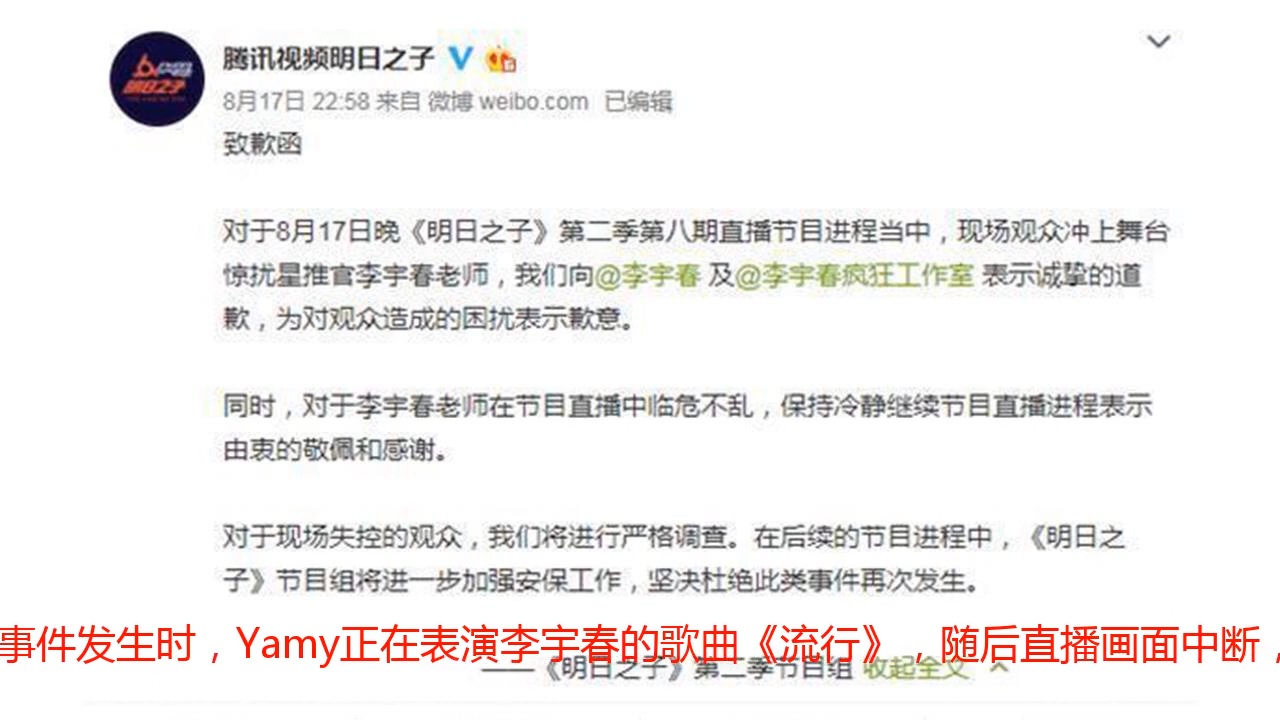 腾讯视频明日之子
8月17日 22:58 来自 微博 weibo.com 已编辑
致歉函
对于8月17日晚《明日之子》第二季第八期直播节目进程当中，现场观众冲上舞台
惊扰星推官李宇春老师，我们向@李宇春 及@李宇春疯狂工作室 表示诚挚的道
歉，为对观众造成的困扰表示歉意。
同时，对于李宇春老师在节目直播中临危不乱，保持冷静继续节目直播进程表示
由衷的敬佩和感谢。
对于现场失控的观众，我们将进行严格调查。在后续的节目进程中，《明日之
子》节目组将进一步加强安保工作，坚决杜绝此类事件再次发生。
事件发生时，Yamy正在表演李宇春的歌曲《流行》，随后直播画面中断，
——《明日之子》第二季节目组 收起全文